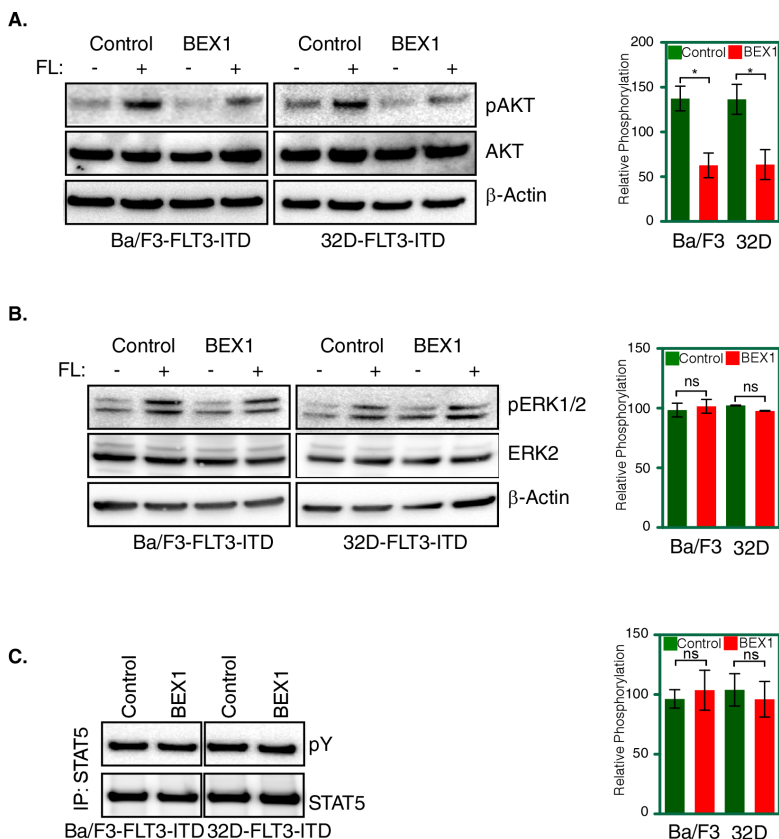 A.
Control BEX1 Control BEX1
FL: - + - + - + - +
pAKT
AKT
β-Actin
Ba/F3-FLT3-ITD 32D-FLT3-ITD
Relative Phosphorylation
200
150
100
50
0
Control BEX1
* *
Ba/F3 32D
B.
Control BEX1 Control BEX1
FL: - + - + - + - +
pERK1/2
ERK2
β-Actin
Ba/F3-FLT3-ITD 32D-FLT3-ITD
Relative Phosphorylation
150
100
50
0
Control BEX1
ns ns
Ba/F3 32D
C.
Control BEX1 Control BEX1
IP: STAT5
pY
STAT5
Ba/F3-FLT3-ITD 32D-FLT3-ITD
Relative Phosphorylation
150
100
50
0
Control BEX1
ns ns
Ba/F3 32D